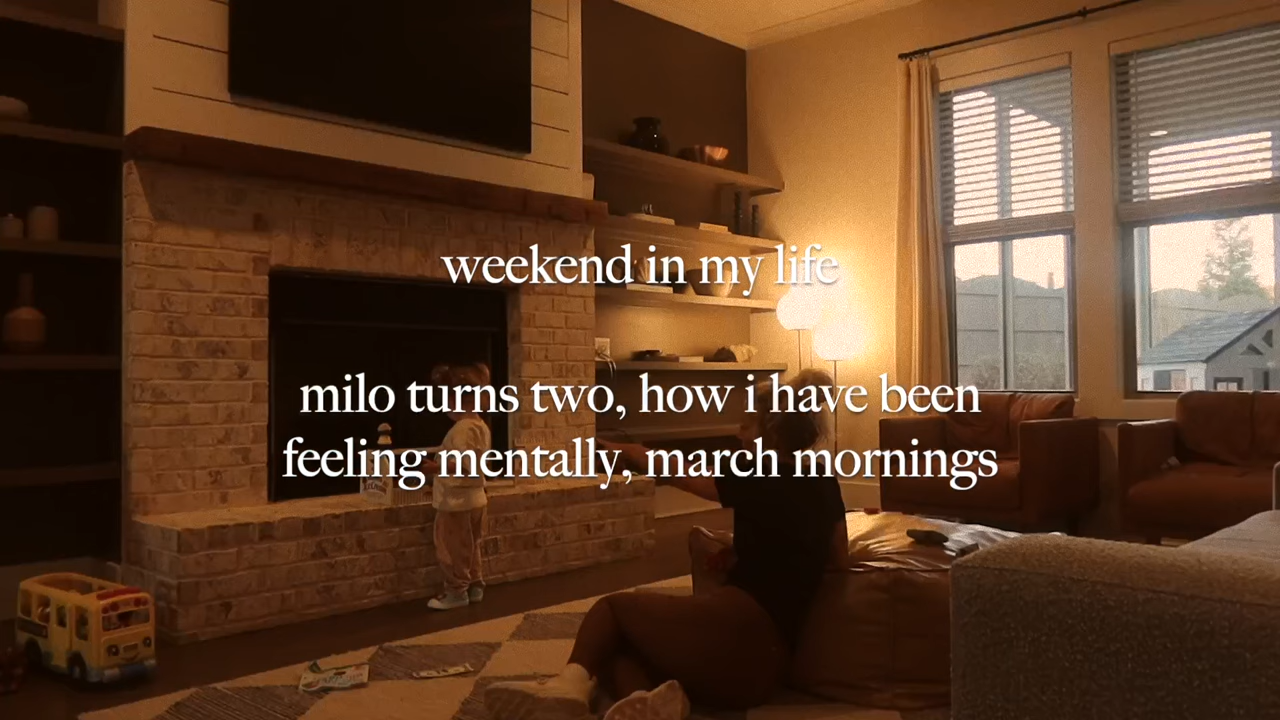 weekend in my life
milo turns two, how i have been
feeling mentally, march mornings